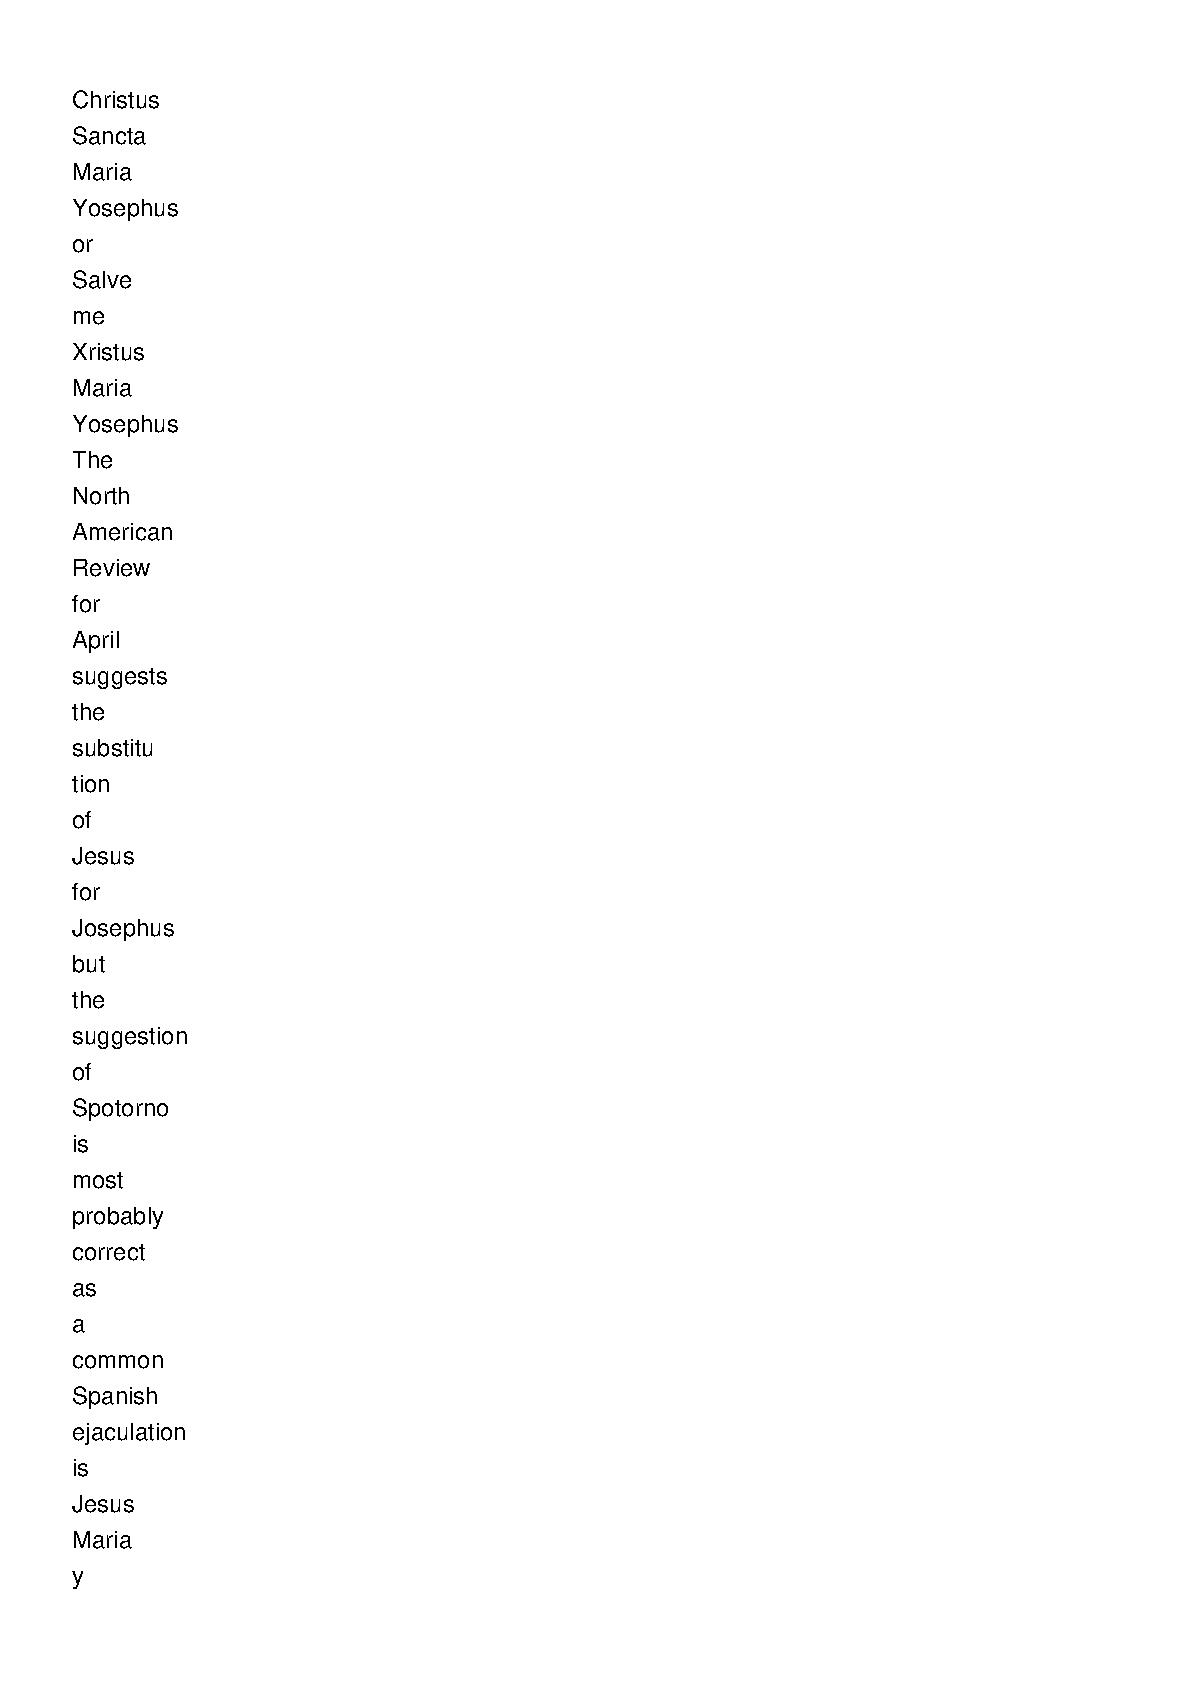 Christus
Sancta
Maria
Yosephus
or
Salve
me
Xristus
Maria
Yosephus
The
North
American
Review
for
April
suggests
the
substitu
tion
of
Jesus
for
Josephus
but
the
suggestion
of
Spotorno
is
most
probably
correct
as
a
common
Spanish
ejaculation
is
Jesus
Maria
y